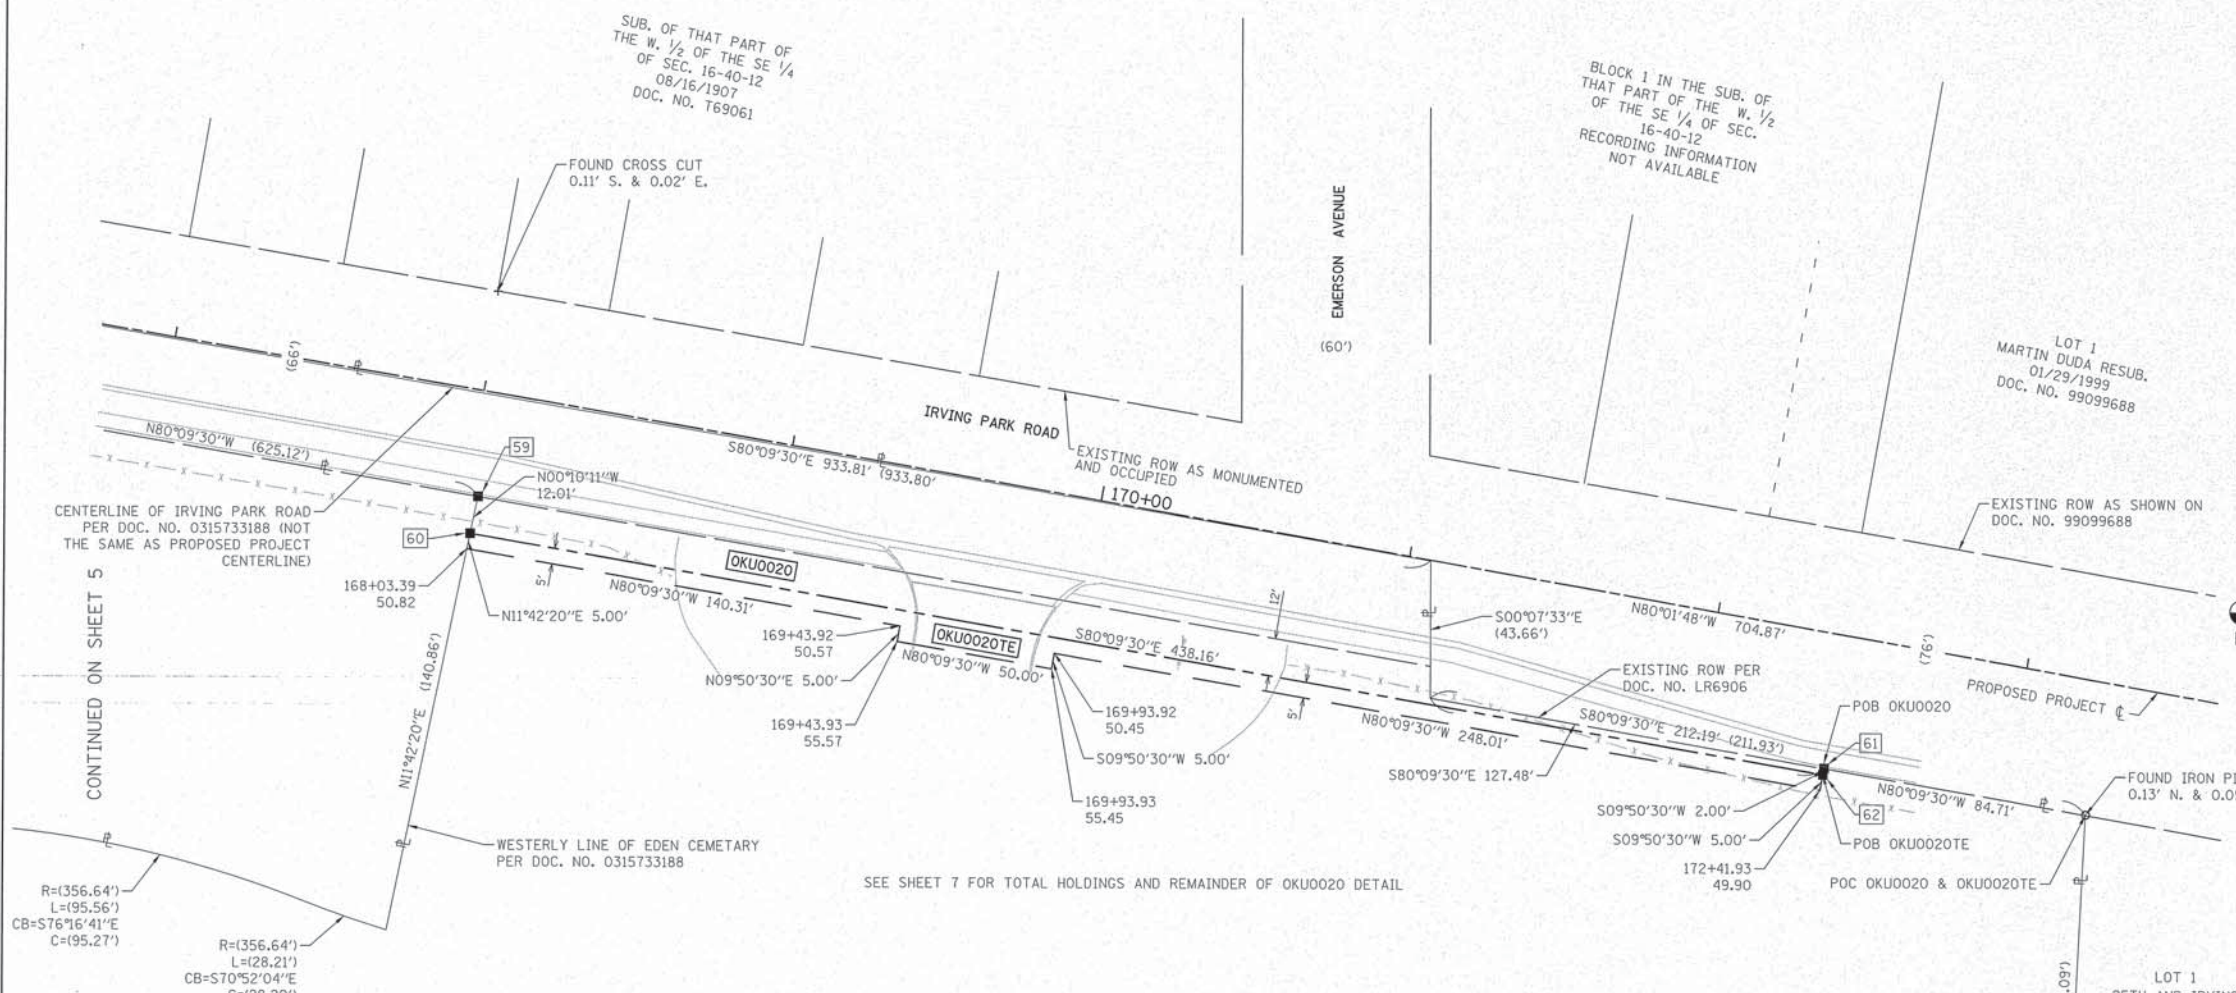 SUB. OF THAT PART OF
THE W. 1/2 OF THE SE 1/4
OF SEC. 16-40-12
08/16/1907
DOC. NO. T69061
BLOCK 1 IN THE SUB. OF
THAT PART OF THE W. 1/2
OF THE SE 1/4 OF SEC.
16-40-12
RECORDING INFORMATION
NOT AVAILABLE
FOUND CROSS CUT
0.11' S. & 0.02' E.
EMERSON AVENUE
(60')
LOT 1
MARTIN DUDA RESUB.
01/29/1999
DOC. NO. 99099688
(66')
IRVING PARK ROAD
EXISTING ROW AS MONUMENTED
AND OCCUPIED
S80°09'30"E 933.81' (933.80'
170+00
N80°09'30"W (625.12')
59
N00°10'11"W
12.01'
CENTERLINE OF IRVING PARK ROAD
PER DOC. NO. 0315733188 (NOT
THE SAME AS PROPOSED PROJECT
CENTERLINE)
60
EXISTING ROW AS SHOWN ON
DOC. NO. 99099688
CONTINUED ON SHEET 5
168+03.39
50.82
N11°42'20"E 5.00'
5'
OKU0020
N80°09'30"W 140.31'
169+43.92
50.57
OKU0020TE
N80°09'30"W 50.00'
N09°50'30"E 5.00'
169+43.93
55.57
12'
S80°09'30"E 438.16'
S00°07'33"E
(43.66')
N80°01'48"W 704.87'
(76')
EXISTING ROW PER
DOC. NO. LR6906
PROPOSED PROJECT ℄
169+93.92
50.45
S09°50'30"W 5.00'
169+93.93
55.45
5'
N80°09'30"W 248.01'
S80°09'30"E 212.19' (211.93')
S80°09'30"E 127.48'
POB OKU0020
61
S09°50'30"W 2.00'
S09°50'30"W 5.00'
62
N80°09'30"W 84.71'
POB OKU0020TE
172+41.93
49.90
POC OKU0020 & OKU0020TE
FOUND IRON
0.13' N. &
N11°42'20"E (140.86')
WESTERLY LINE OF EDEN CEMETARY
PER DOC. NO. 0315733188
SEE SHEET 7 FOR TOTAL HOLDINGS AND REMAINDER OF OKU0020 DETAIL
R=(356.64')
L=(95.56')
CB=S76°16'41"E
C=(95.27')
R=(356.64')
L=(28.21')
CB=S70°52'04"E
.09')
LOT 1